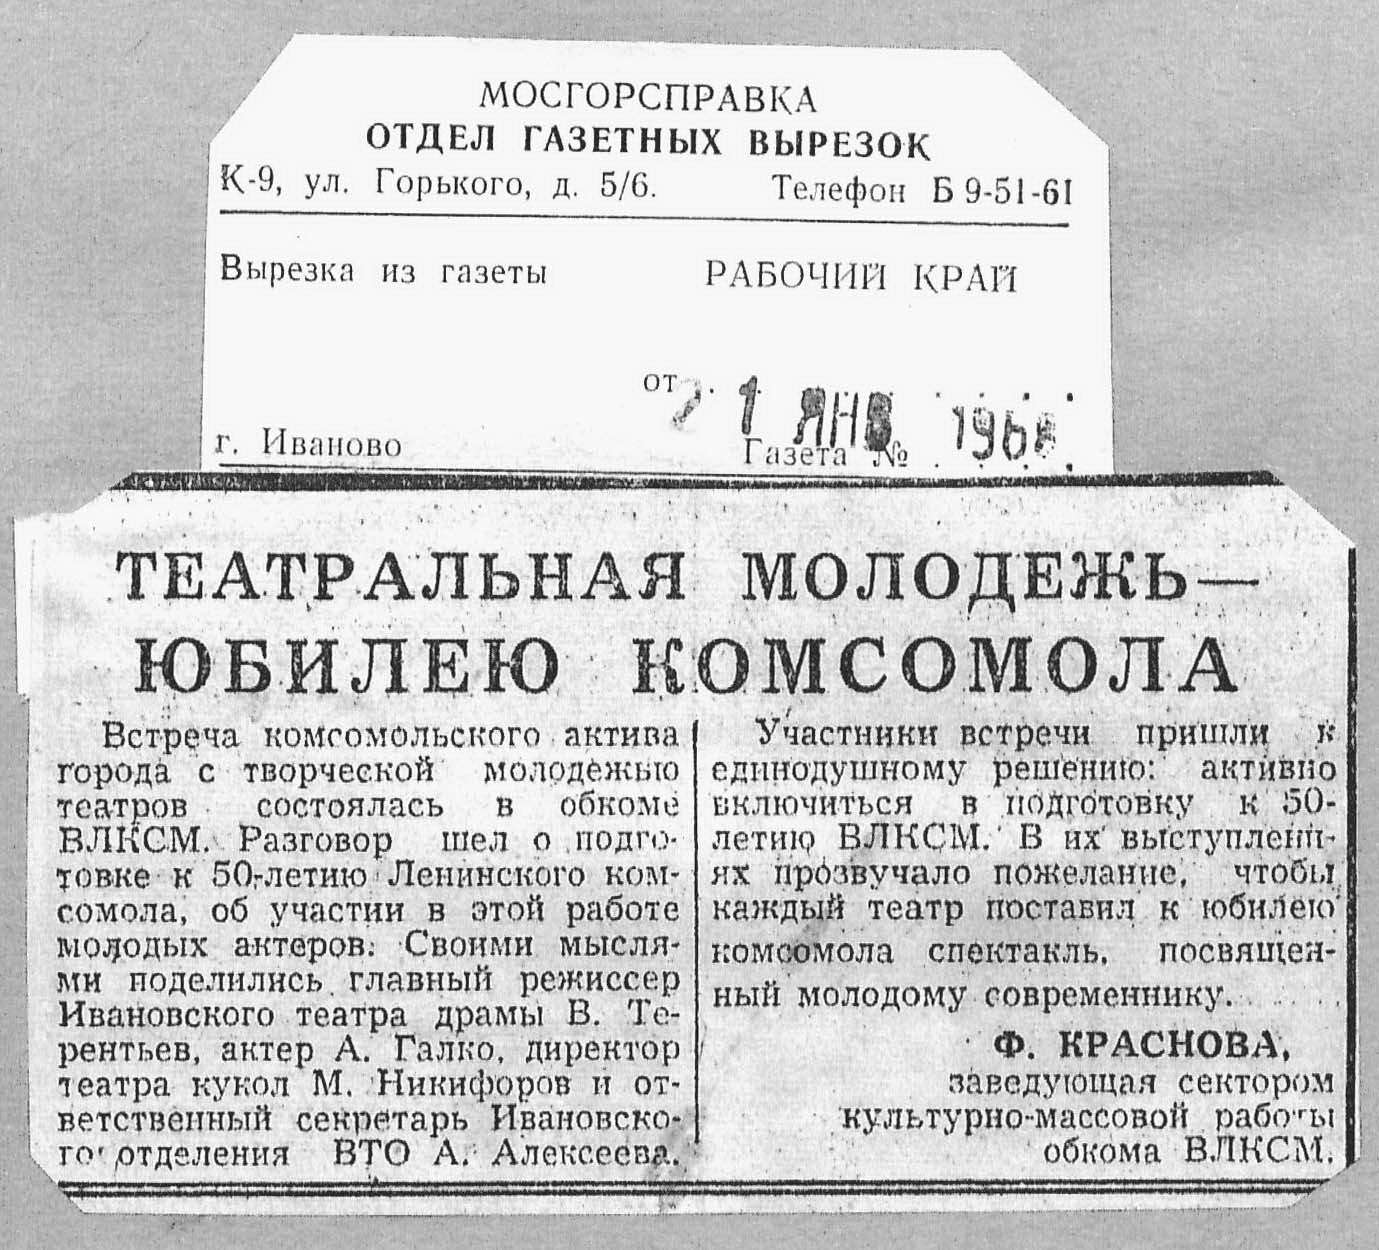 МОСГОРСПРАВКА
ОТДЕЛ ГАЗЕТНЫХ ВЫРЕЗОК
К-9, ул. Горького, д. 5/6. Телефон Б 9-51-61
Вырезка из газеты РАБОЧИЙ КРАЙ
от 21 ЯНВ 196
г. Иваново Газета №
ТЕАТРАЛЬНАЯ МОЛОДЕЖЬ—
ЮБИЛЕЮ КОМСОМОЛА
Встреча комсомольского актива
города с творческой молодежью
театров состоялась в обкоме
ВЛКСМ. Разговор шел о подго-
товке к 50-летию Ленинского ком-
сомола, об участии в этой работе
молодых актеров. Своими мысля-
ми поделились главный режиссер
Ивановского театра драмы В. Те-
рентьев, актер А. Галко, директор
театра кукол М. Никифоров и от-
ветственный секретарь Ивановско-
го отделения ВТО А. Алексеева.
Участники встречи пришли к
единодушному решению: активно
включиться в подготовку к 50-
летию ВЛКСМ. В их выступлени-
ях прозвучало пожелание, чтобы
каждый театр поставил к юбилею
комсомола спектакль, посвящен-
ный молодому современнику.
Ф. КРАСНОВА,
заведующая сектором
культурно-массовой работы
обкома ВЛКСМ.